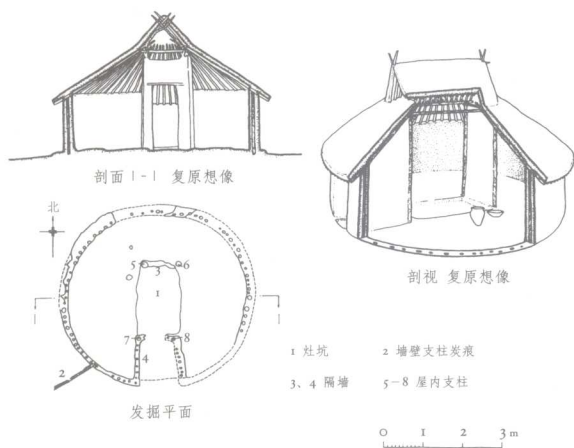 剖面 I-I 复原想像
剖视 复原想像
北
5
6
3
1
7
8
4
2
I
I
发掘平面
1 灶坑
2 墙壁支柱炭痕
3、4 隔墙
5-8 屋内支柱
0 1 2 3 m